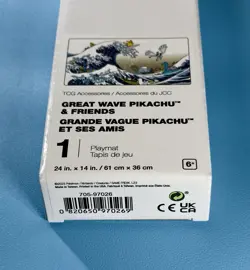 TCG Accessories / Accessoires du JCC
GREAT WAVE PIKACHU™
& FRIENDS
GRANDE VAGUE PIKACHU™
ET SES AMIS
1 Playmat
Tapis de jeu
24 in. x 14 in. / 61 cm x 36 cm
6+
705-97026
0 820650 970269
CE UK
CA